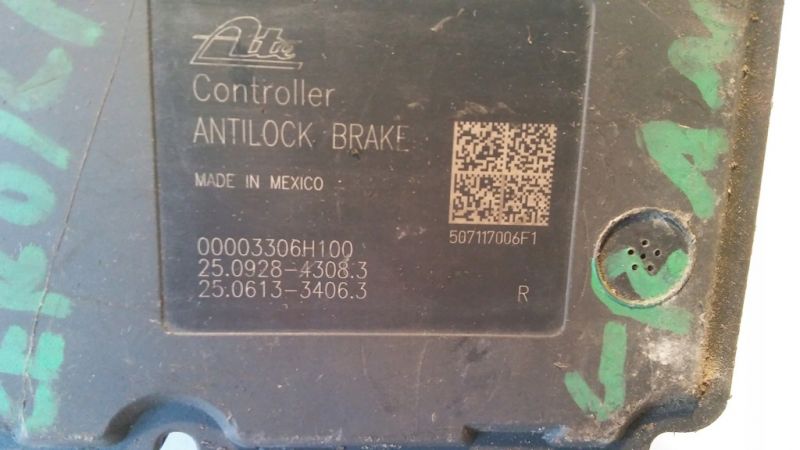 Ate
Controller
ANTILOCK BRAKE
MADE IN MEXICO
507117006F1
00003306H100
25.0928-4308.3
25.0613-3406.3
R